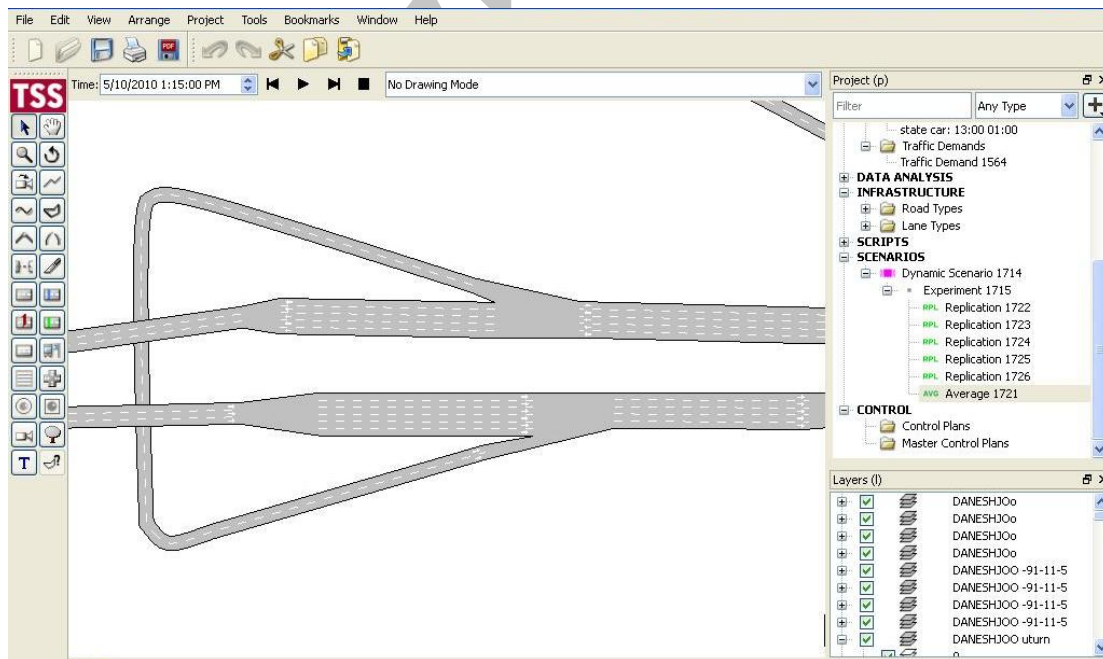 File Edit View Arrange Project Tools Bookmarks Window Help
PDF
TSS
Time: 5/10/2010 1:15:00 PM
No Drawing Mode
T
Project (p)
Filter
Any Type
state car: 13:00 01:00
Traffic Demands
Traffic Demand 1564
DATA ANALYSIS
INFRASTRUCTURE
Road Types
Lane Types
SCRIPTS
SCENARIOS
Dynamic Scenario 1714
Experiment 1715
RPL Replication 1722
RPL Replication 1723
RPL Replication 1724
RPL Replication 1725
RPL Replication 1726
AVG Average 1721
CONTROL
Control Plans
Master Control Plans
Layers (l)
DANESHJOo
DANESHJOo
DANESHJOo
DANESHJOo
DANESHJOO -91-11-5
DANESHJOO -91-11-5
DANESHJOO -91-11-5
DANESHJOO -91-11-5
DANESHJOO uturn